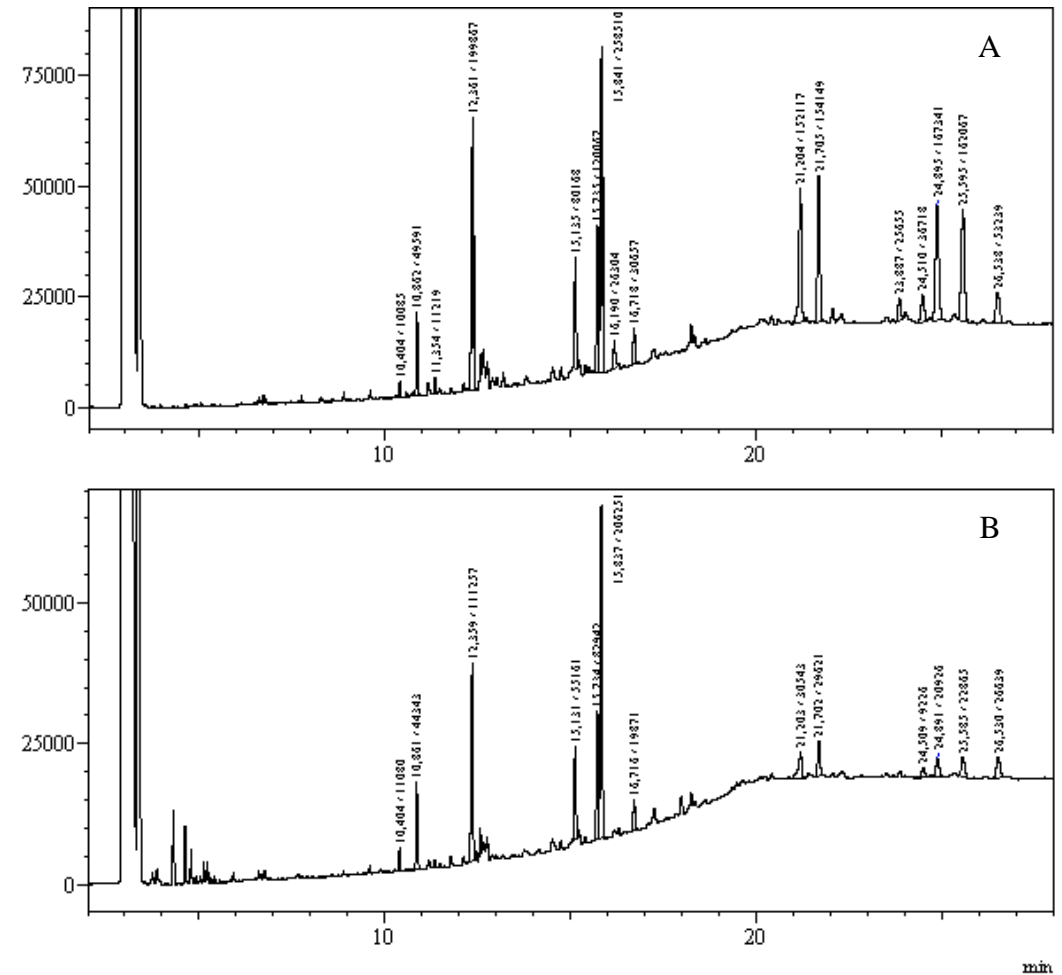 A
75000
50000
25000
0
10,404 / 10085
10,862 / 49591
11,354 / 11219
12,361 / 199867
15,135 / 80168
15,735 / 120067
15,841 / 258510
16,190 / 26304
16,718 / 30657
21,204 / 152117
21,705 / 154149
23,887 / 25655
24,510 / 36718
24,895 / 167341
25,595 / 162067
26,538 / 53239
10
20
B
50000
25000
0
10,404 / 11080
10,861 / 44343
12,359 / 111257
15,131 / 55161
15,734 / 82942
15,837 / 206251
16,716 / 19871
21,203 / 30543
21,702 / 29621
24,509 / 9226
24,891 / 20926
25,585 / 22865
26,530 / 26639
10
20
min